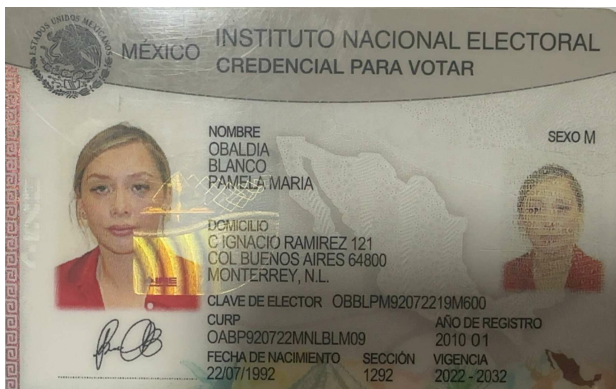 ESTADOS UNIDOS MEXICANOS
MÉXICO INSTITUTO NACIONAL ELECTORAL
CREDENCIAL PARA VOTAR
NOMBRE
SEXO M
OBALDIA
BLANCO
PAMELA MARIA
DOMICILIO
C IGNACIO RAMIREZ 121
COL BUENOS AIRES 64800
MONTERREY, N.L.
CLAVE DE ELECTOR OBBLPM92072219M600
CURP
OABP920722MNLBLM09
AÑO DE REGISTRO
2010 01
FECHA DE NACIMIENTO
22/07/1992
SECCIÓN
1292
VIGENCIA
2022 - 2032